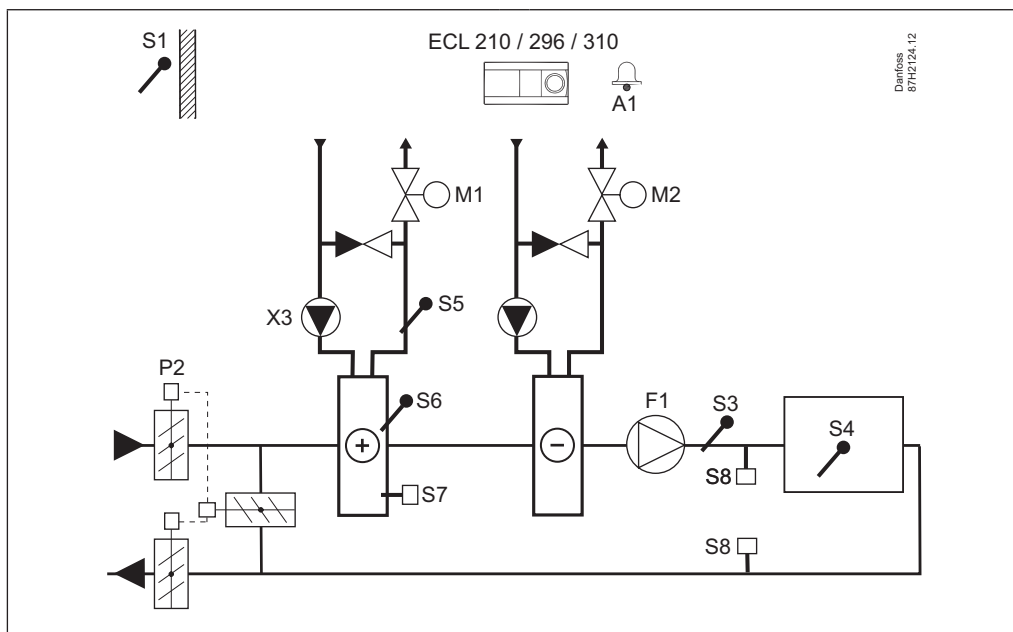 S1
ECL 210 / 296 / 310
A1
Danfoss
87H2124.12
M1
M2
X3
S5
P2
S6
F1
S3
S4
S7
S8
S8
+
−